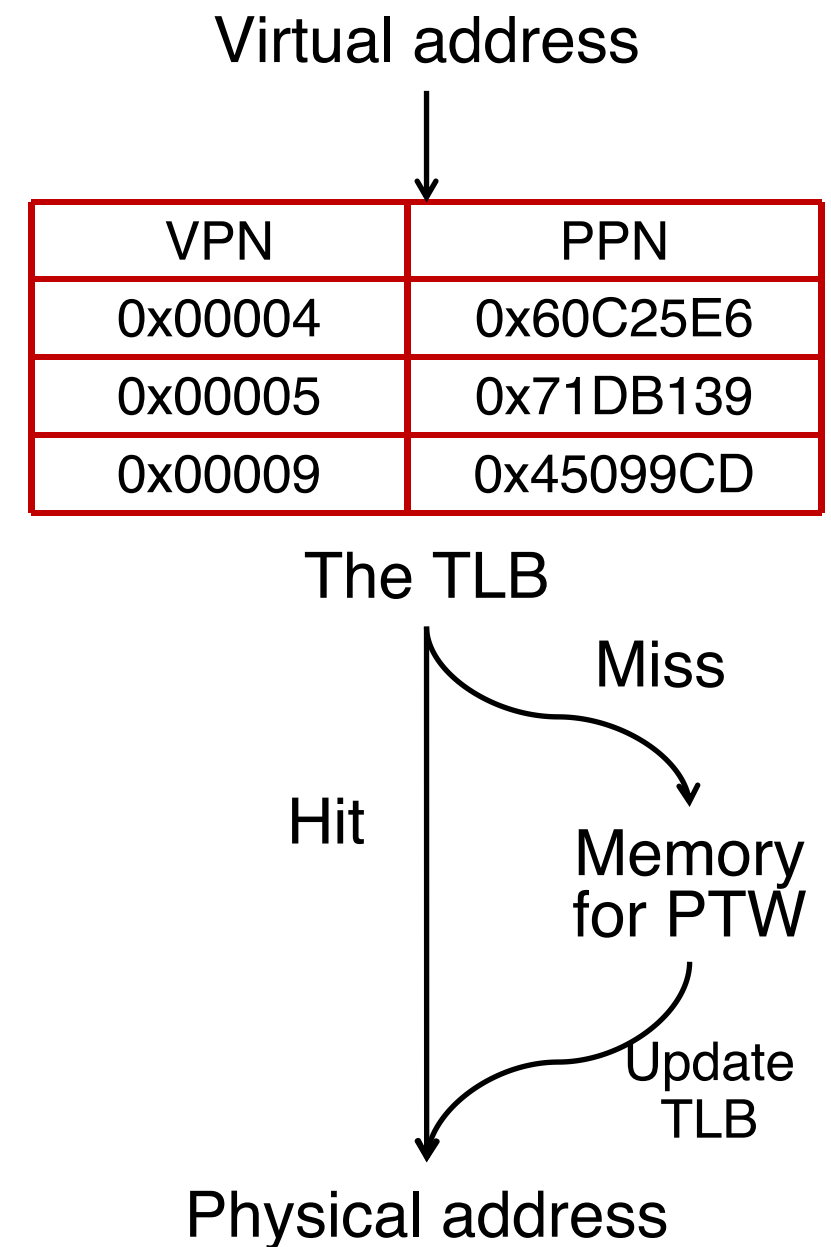 Virtual address
VPN PPN
0x00004 0x60C25E6
0x00005 0x71DB139
0x00009 0x45099CD
The TLB
Miss
Hit
Memory
for PTW
Update
TLB
Physical address